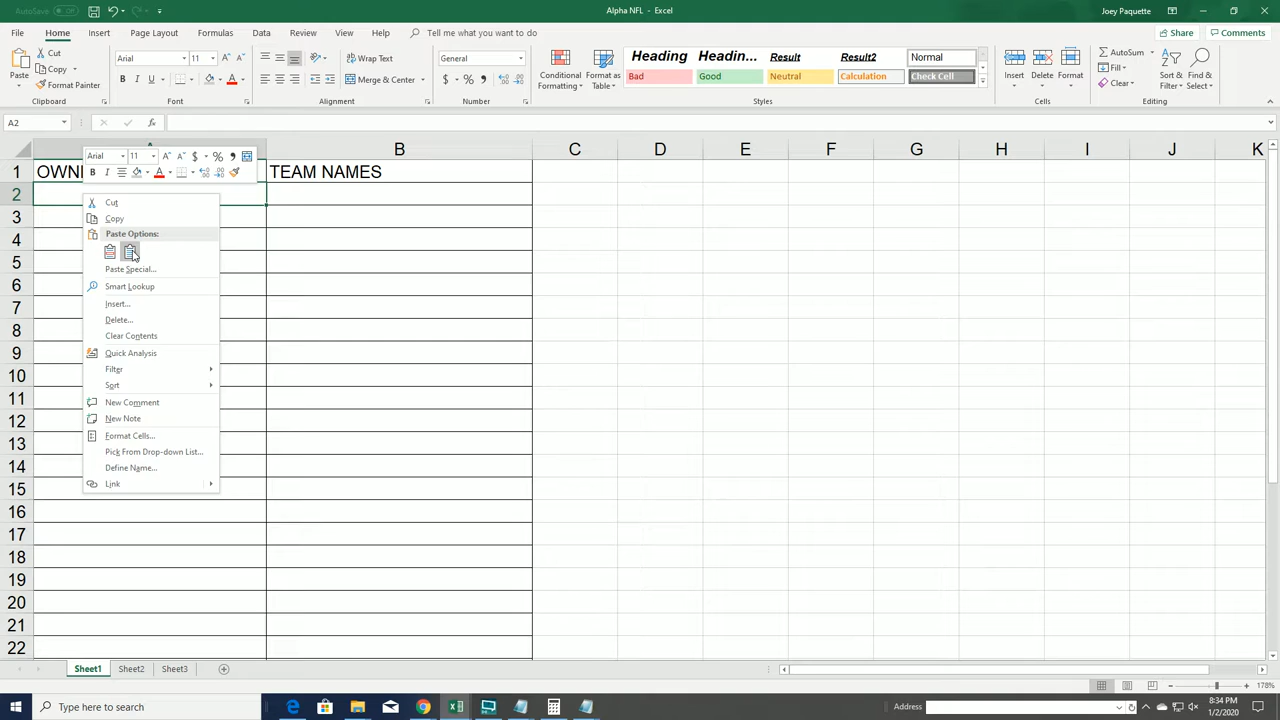 AutoSave Off
Alpha NFL - Excel
Joey Paquette
File Home Insert Page Layout Formulas Data Review View Help Tell me what you want to do
Share Comments
Paste
Cut
Copy
Format Painter
Clipboard
Arial 11
B I U
Font
Wrap Text
Merge & Center
Alignment
General
$ %
Number
Conditional Formatting
Format as Table
Heading Headin... Result Result2 Normal
Bad Good Neutral Calculation Check Cell
Styles
Insert Delete Format
Cells
AutoSum
Fill
Clear
Sort & Filter
Find & Select
Editing
A2
fx
B C D E F G H I J K
Arial 11 $ %
B I
1 OWN TEAM NAMES
2
3
4
5
6
7
8
9
10
11
12
13
14
15
16
17
18
19
20
21
22
Cut
Copy
Paste Options:
Paste Special...
Smart Lookup
Insert...
Delete...
Clear Contents
Quick Analysis
Filter
Sort
New Comment
New Note
Format Cells...
Pick From Drop-down List...
Define Name...
Link
Sheet1 Sheet2 Sheet3
178%
Type here to search
Address
8:34 PM
1/2/2020